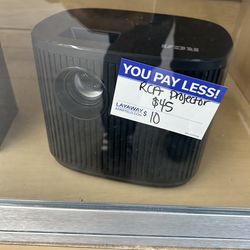 YOU PAY LESS!
RCA Projector
$45
LAYAWAY $
10